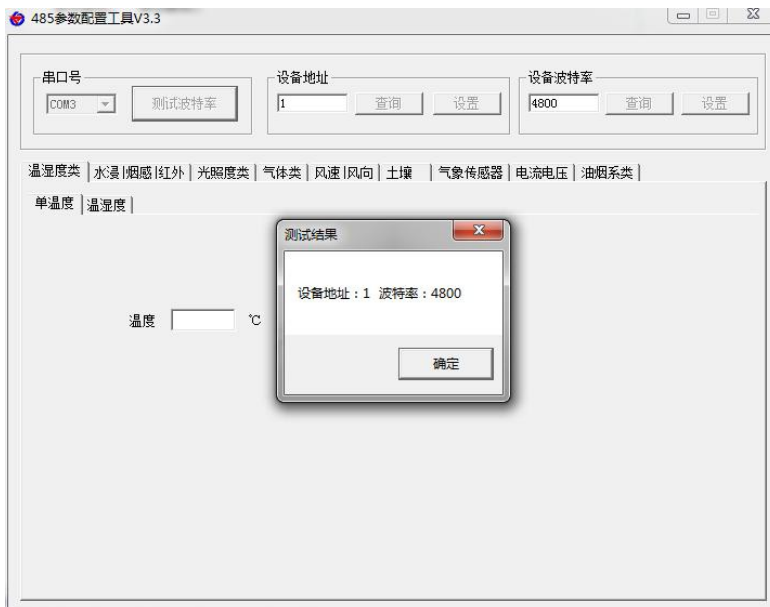 485参数配置工具V3.3
串口号
COM3
测试波特率
设备地址
1
查询
设置
设备波特率
4800
查询
设置
温湿度类 水浸|烟感|红外 光照度类 气体类 风速|风向 土壤 气象传感器 电流电压 油烟系类
单温度 温湿度
测试结果
设备地址：1 波特率：4800
温度 ℃
确定